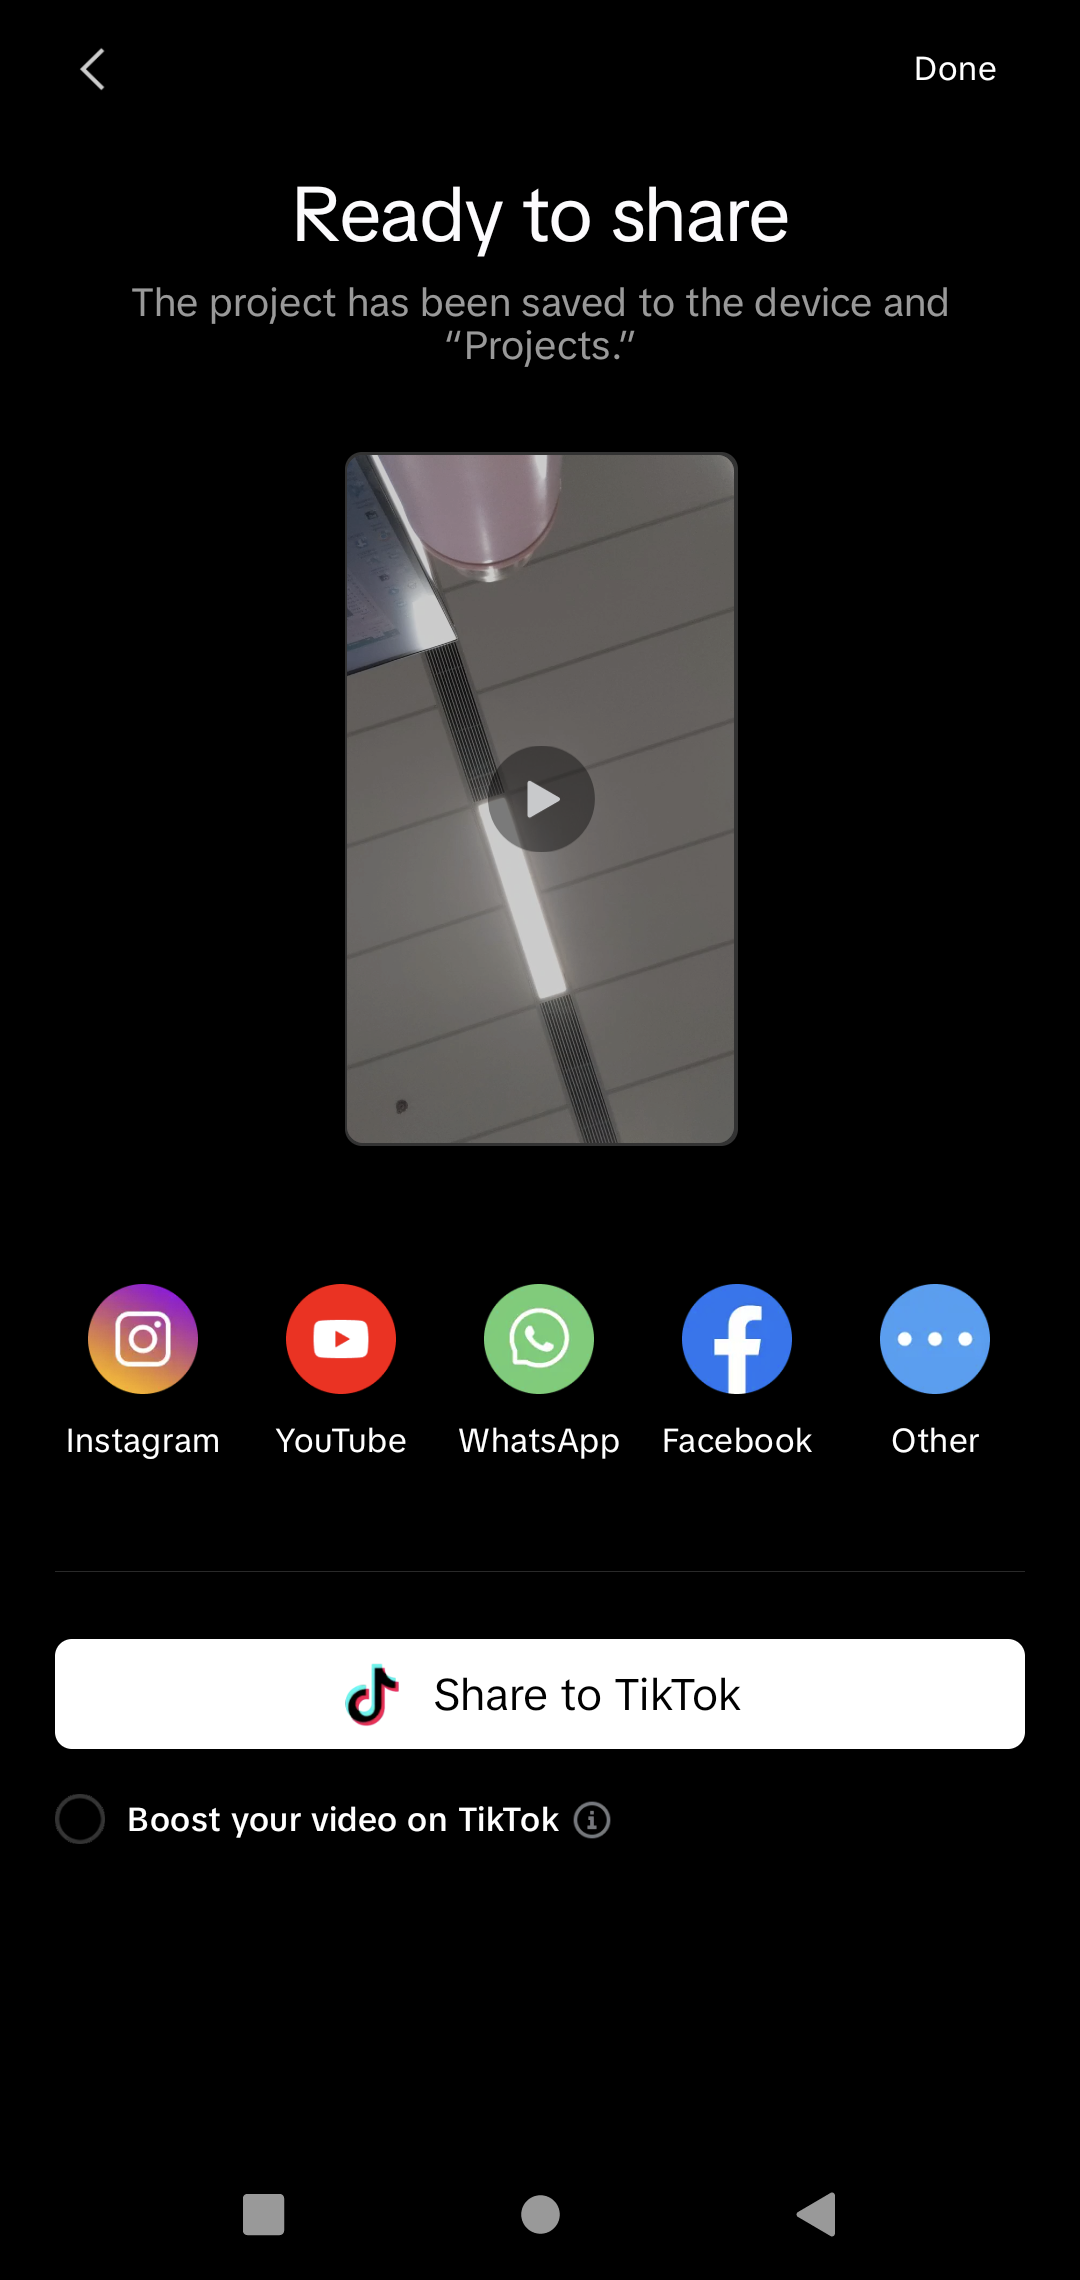 Done
Ready to share
The project has been saved to the device and
“Projects.”
Instagram
YouTube
WhatsApp
Facebook
Other
Share to TikTok
Boost your video on TikTok